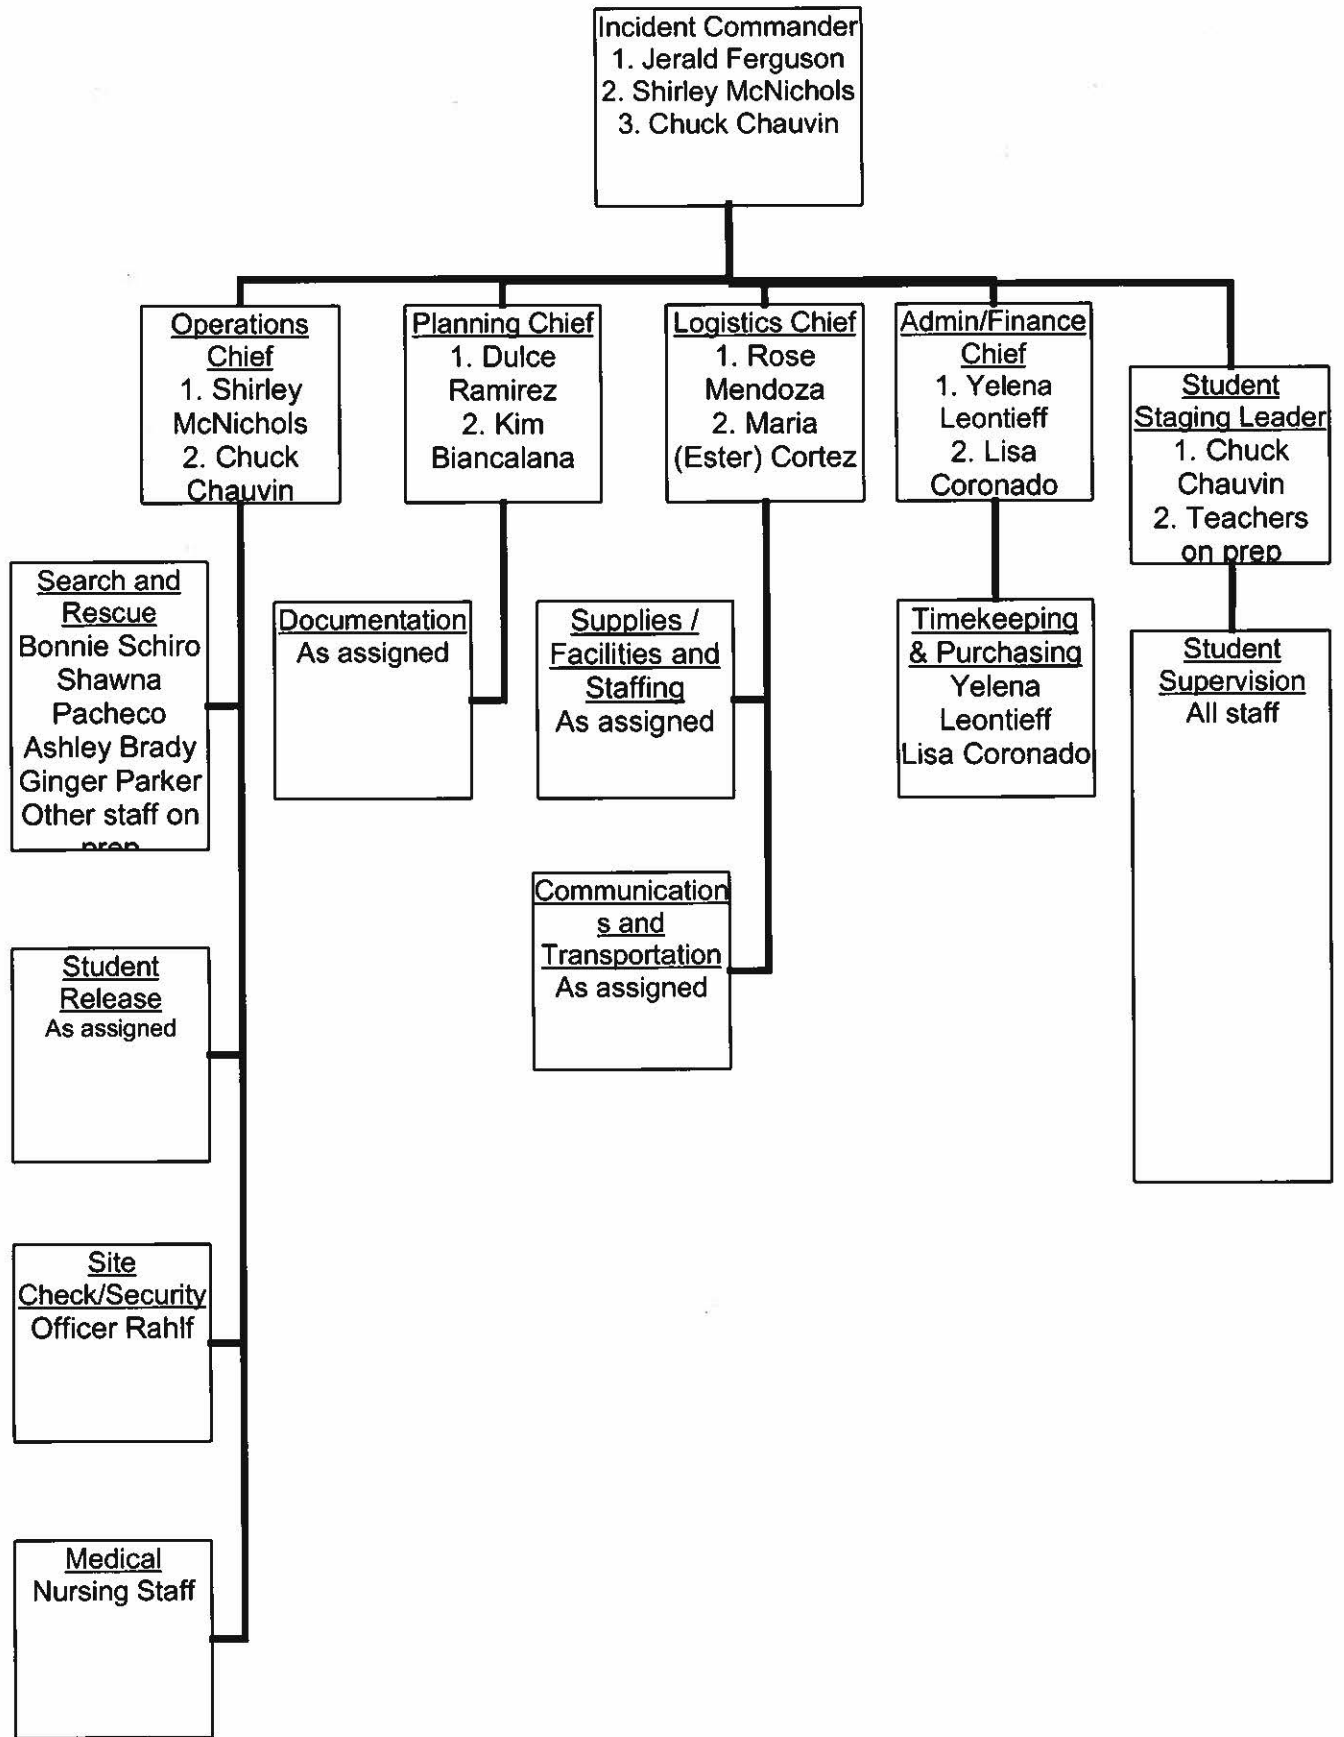 Incident Commander
1. Jerald Ferguson
2. Shirley McNichols
3. Chuck Chauvin
Operations
Chief
1. Shirley
McNichols
2. Chuck
Chauvin
Planning Chief
1. Dulce
Ramirez
2. Kim
Biancalana
Logistics Chief
1. Rose
Mendoza
2. Maria
(Ester) Cortez
Admin/Finance
Chief
1. Yelena
Leontieff
2. Lisa
Coronado
Student
Staging Leader
1. Chuck
Chauvin
2. Teachers
on prep
Search and
Rescue
Bonnie Schiro
Shawna
Pacheco
Ashley Brady
Ginger Parker
Other staff on
prep
Documentation
As assigned
Supplies /
Facilities and
Staffing
As assigned
Timekeeping
& Purchasing
Yelena
Leontieff
Lisa Coronado
Student
Supervision
All staff
Communication
s and
Transportation
As assigned
Student
Release
As assigned
Site
Check/Security
Officer Rahlf
Medical
Nursing Staff